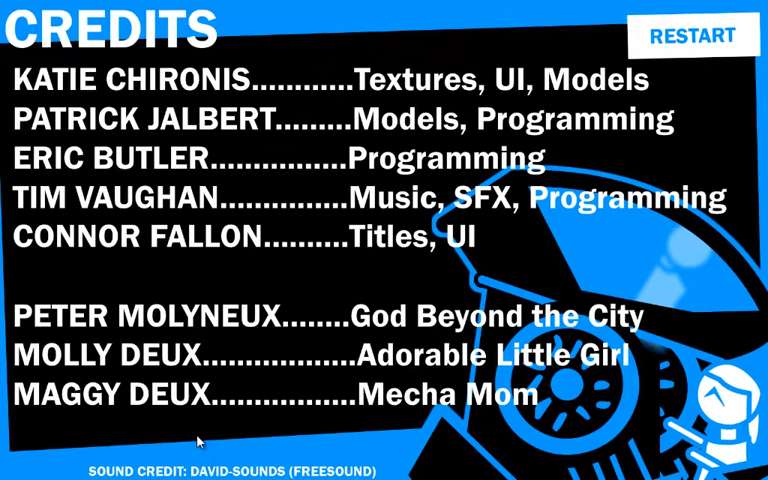 CREDITS
RESTART
KATIE CHIRONIS............Textures, UI, Models
PATRICK JALBERT.........Models, Programming
ERIC BUTLER................Programming
TIM VAUGHAN...............Music, SFX, Programming
CONNOR FALLON..........Titles, UI
PETER MOLYNEUX........God Beyond the City
MOLLY DEUX..................Adorable Little Girl
MAGGY DEUX.................Mecha Mom
SOUND CREDIT: DAVID-SOUNDS (FREESOUND)